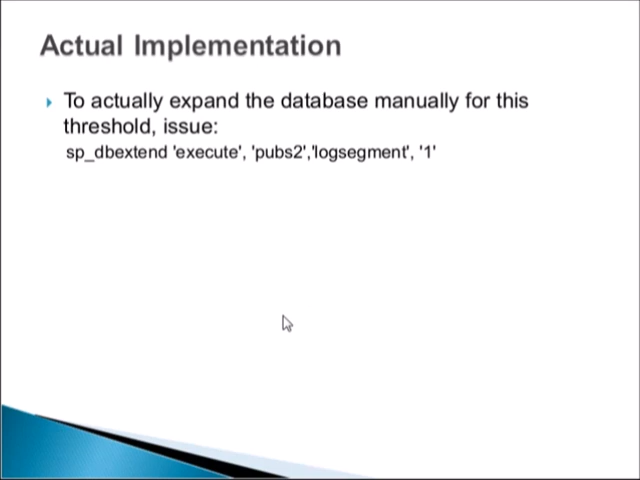 Actual Implementation
To actually expand the database manually for this
threshold, issue:
sp_dbextend 'execute', 'pubs2','logsegment', '1'